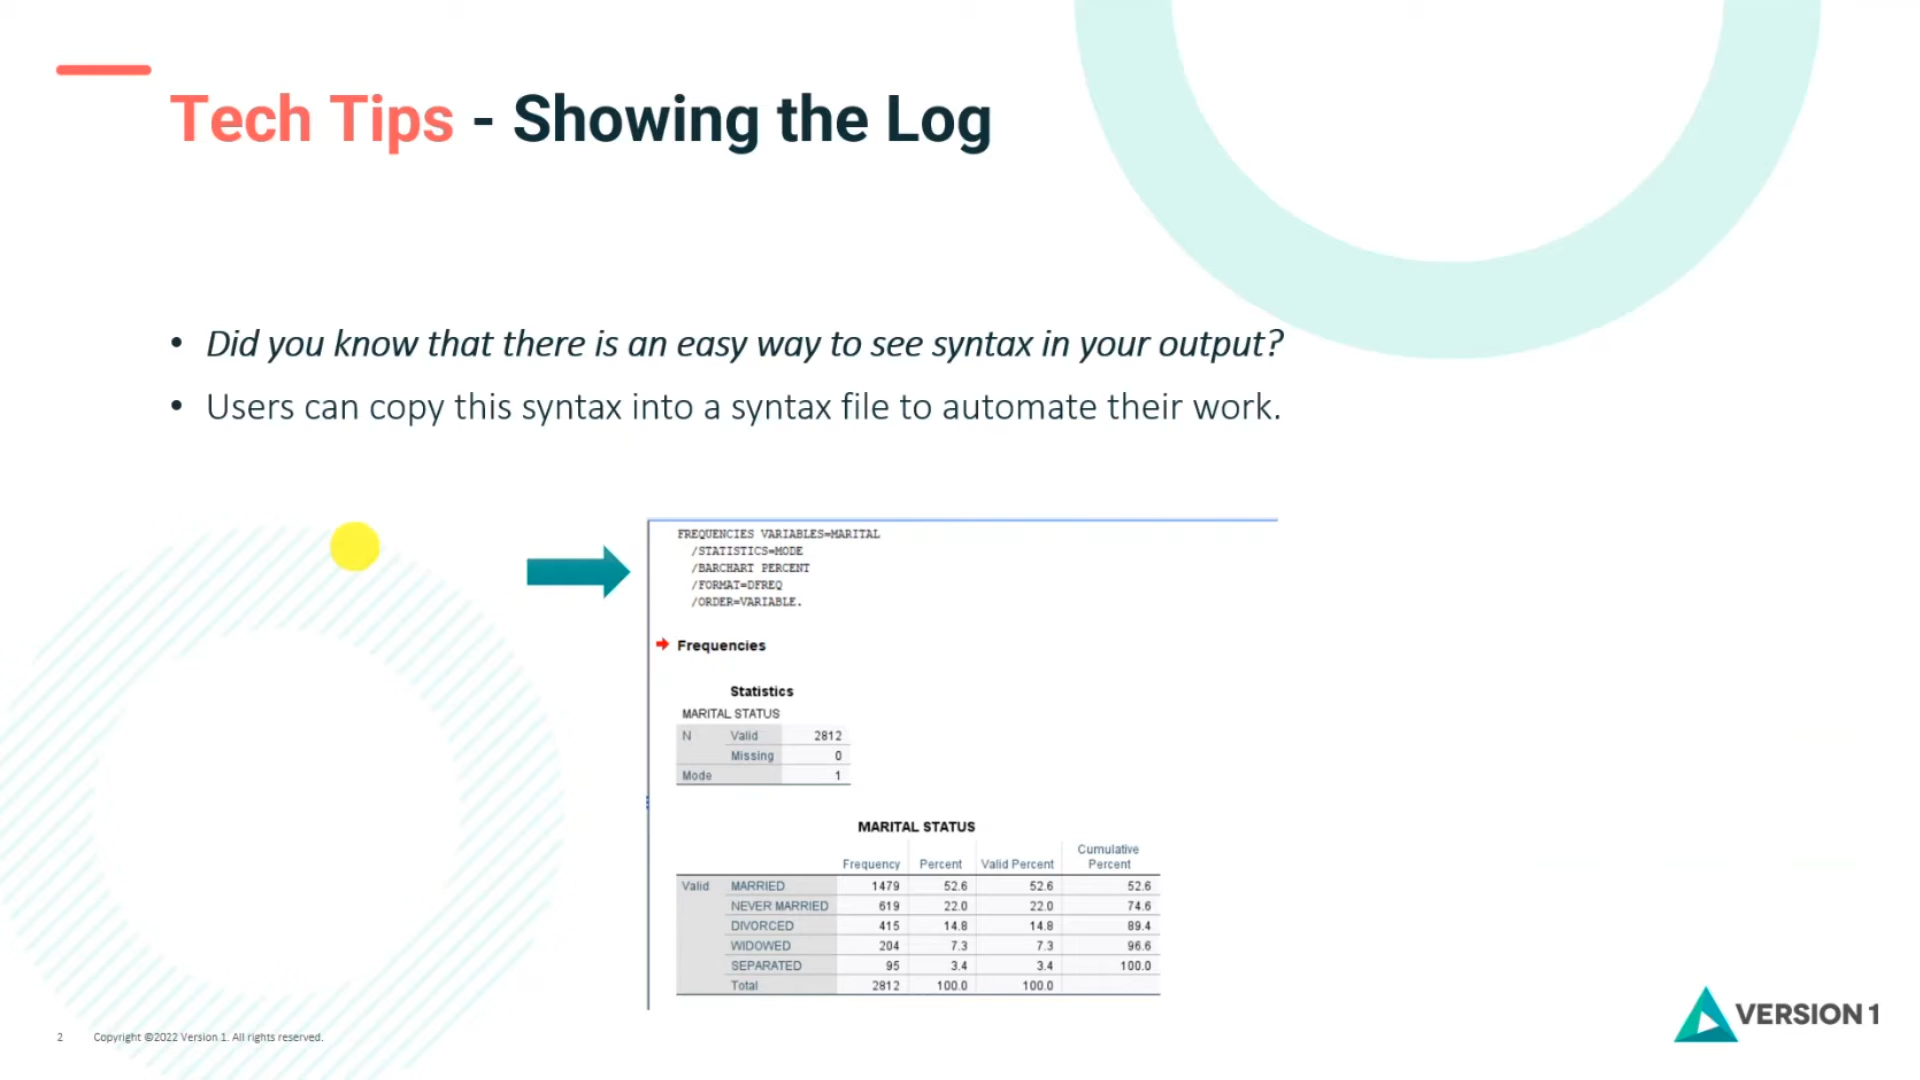 Tech Tips - Showing the Log
• Did you know that there is an easy way to see syntax in your output?
• Users can copy this syntax into a syntax file to automate their work.
FREQUENCIES VARIABLES=MARITAL
/STATISTICS=MODE
/BARCHART PERCENT
/FORMAT=DFREQ
/ORDER=VARIABLE.
Frequencies
Statistics
MARITAL STATUS
N Valid 2812
Missing 0
Mode 1
MARITAL STATUS
Frequency Percent Valid Percent Cumulative Percent
Valid MARRIED 1479 52.6 52.6 52.6
NEVER MARRIED 619 22.0 22.0 74.6
DIVORCED 415 14.8 14.8 89.4
WIDOWED 204 7.3 7.3 96.6
SEPARATED 95 3.4 3.4 100.0
Total 2812 100.0 100.0
2 Copyright ©2022 Version 1. All rights reserved.
VERSION 1